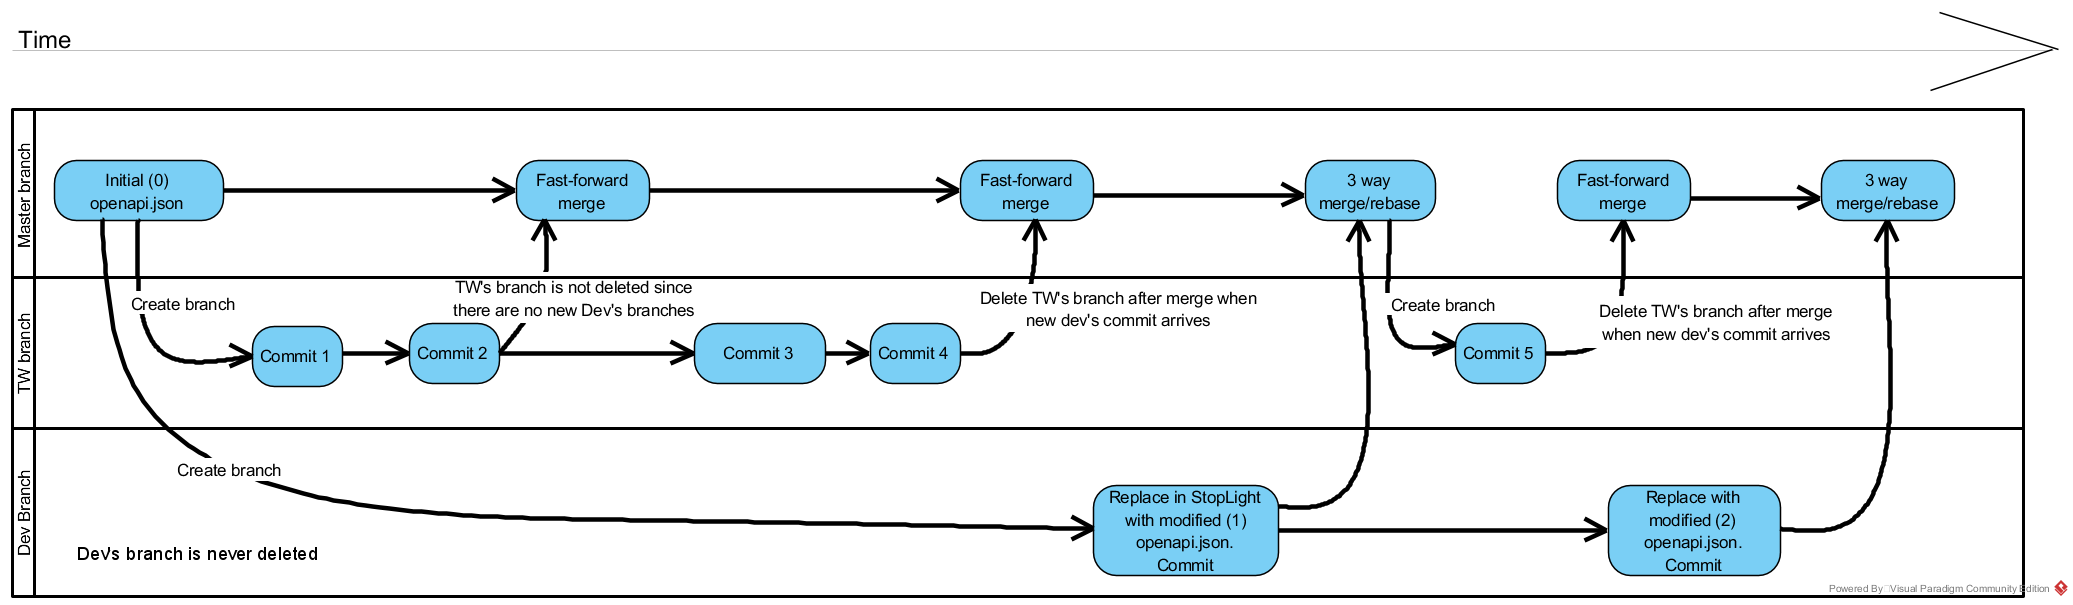 Time
Master branch
Initial (0)
openapi.json
Fast-forward
merge
Fast-forward
merge
3 way
merge/rebase
Fast-forward
merge
3 way
merge/rebase
TW branch
Create branch
Commit 1
Commit 2
TW's branch is not deleted since
there are no new Dev's branches
Commit 3
Commit 4
Delete TW's branch after merge when
new dev's commit arrives
Create branch
Commit 5
Delete TW's branch after merge
when new dev's commit arrives
Dev Branch
Create branch
Dev's branch is never deleted
Replace in StopLight
with modified (1)
openapi.json.
Commit
Replace with
modified (2)
openapi.json.
Commit
Powered By Visual Paradigm Community Edition